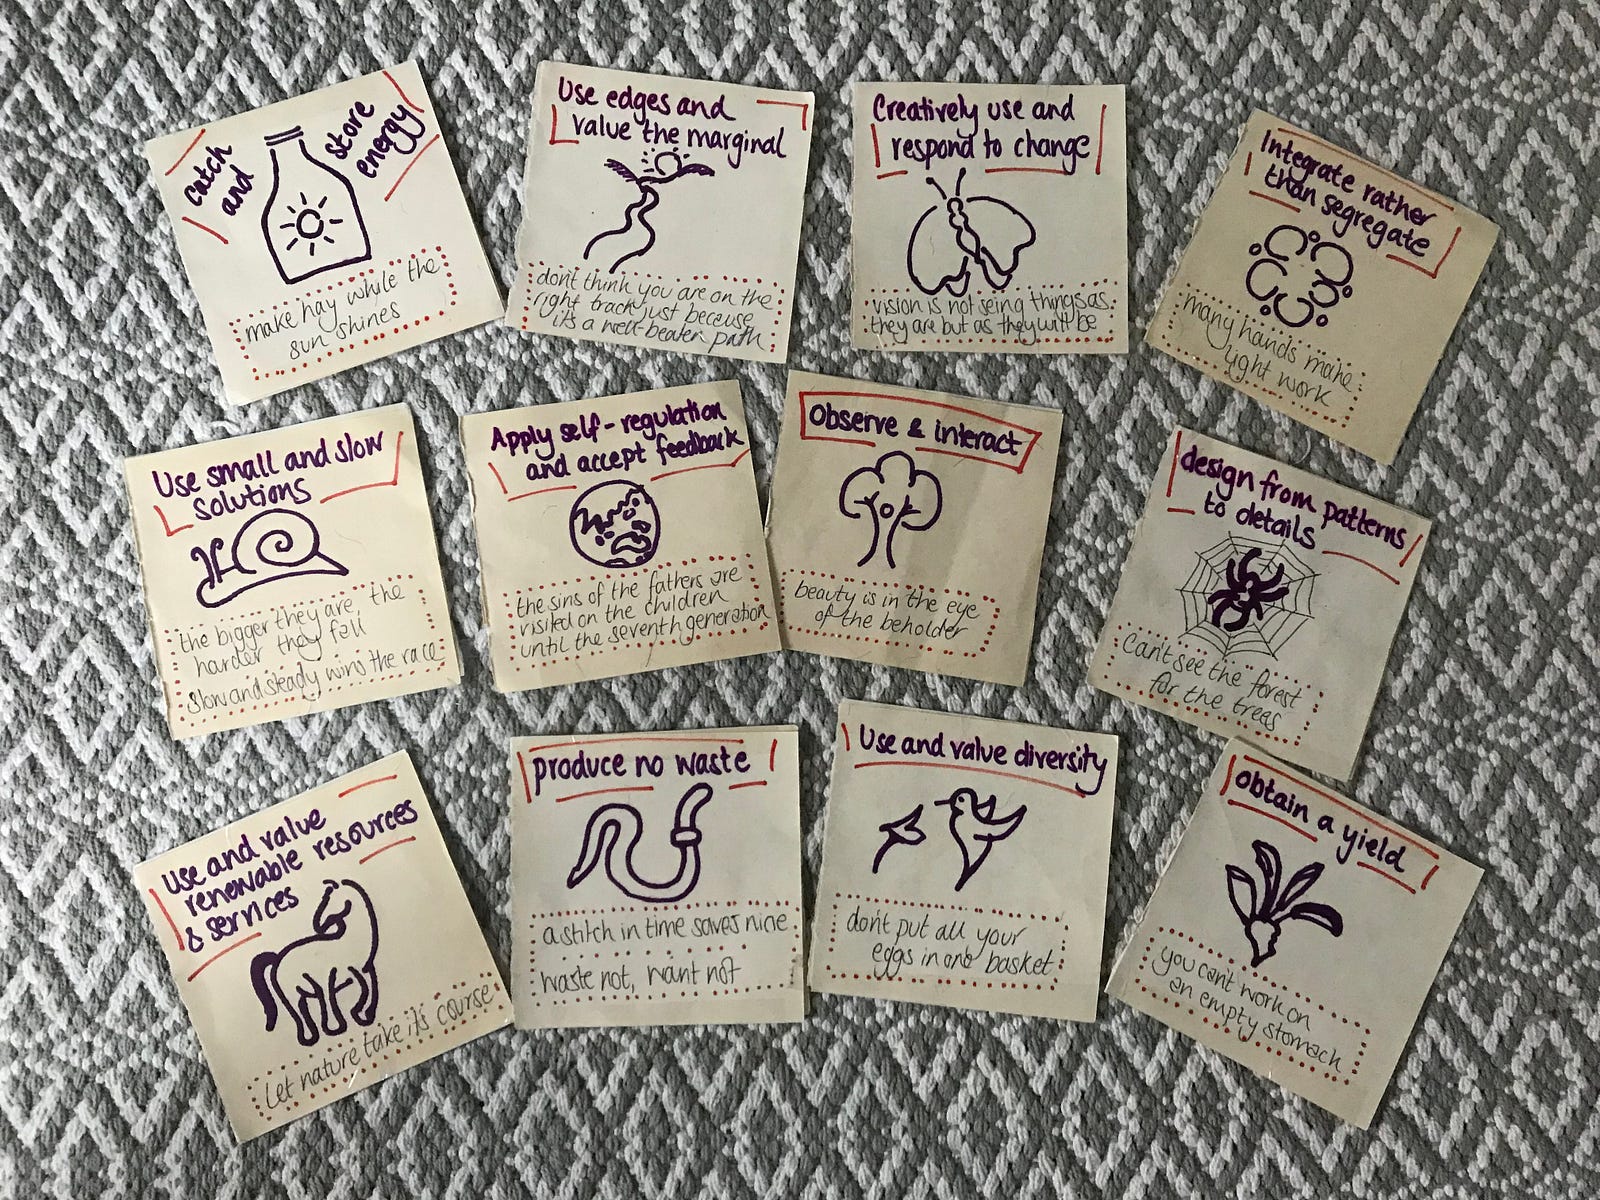 Catch and
store
energy
make hay while the
sun shines
Use edges and
value the marginal
don't think you are on the
right track just because
it's a well-beaten path
Creatively use and
respond to change
vision is not seing things as
they are but as they will be
Integrate rather
than segregate
many hands make
light work
Use small and slow
solutions
the bigger they are, the
harder they fall
Slow and steady wins the race
Apply self-regulation
and accept feedback
the sins of the fathers are
visited on the children
until the seventh generation
Observe & interact
beauty is in the eye
of the beholder
design from patterns
to details
Can't see the forest
for the trees
Use and value
renewable resources
& services
Let nature take it's course
produce no waste
a stitch in time saves nine
waste not, want not
Use and value diversity
don't put all your
eggs in one basket
Obtain a yield
you can't work on
an empty stomach